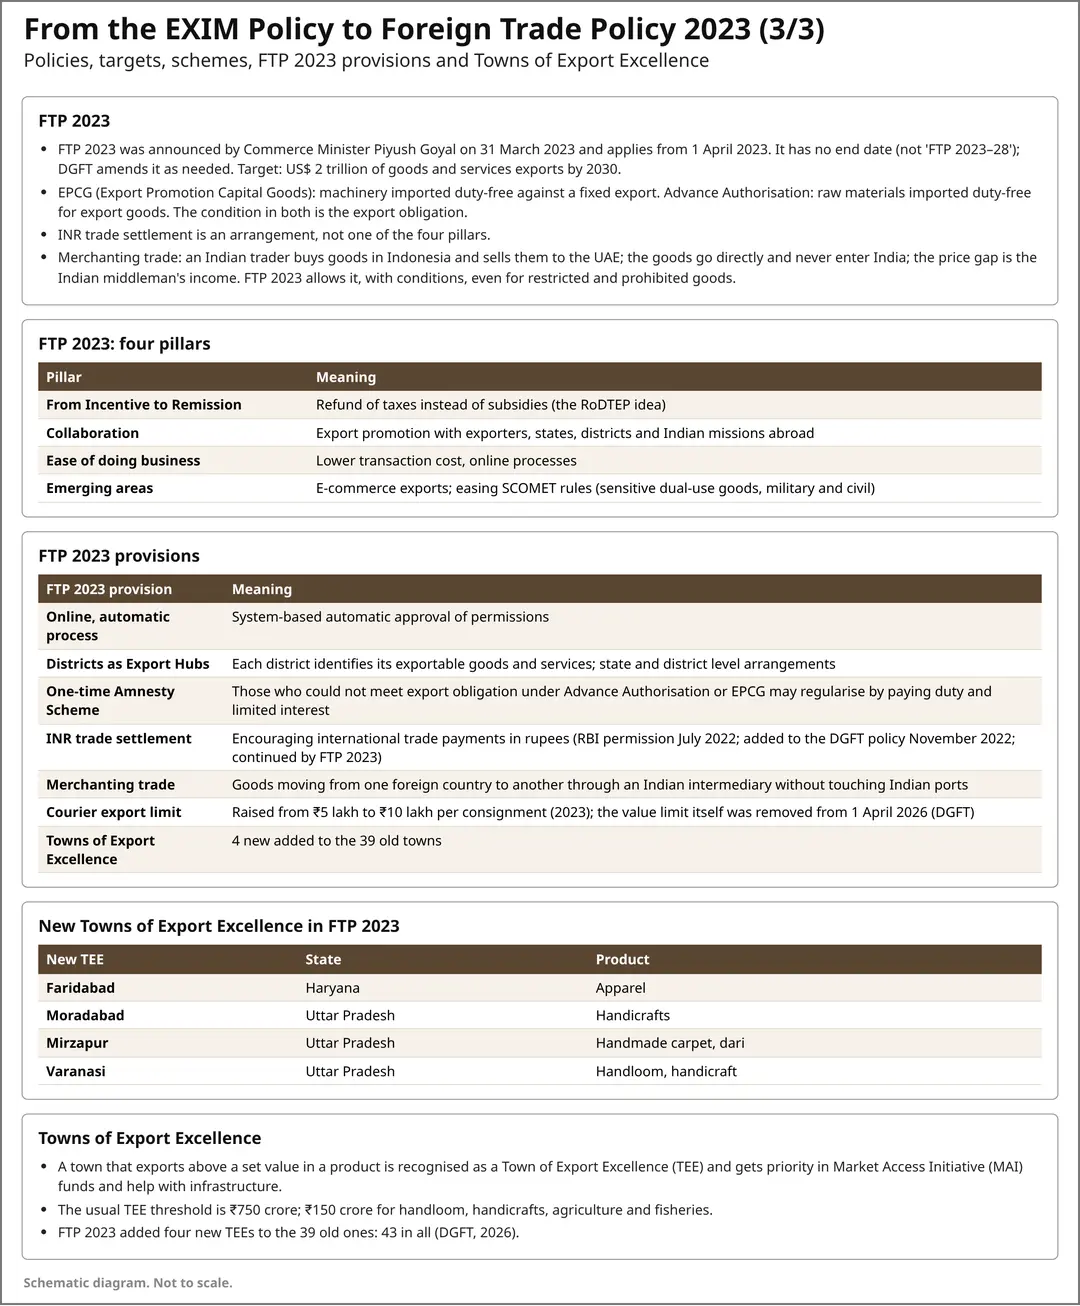 From the EXIM Policy to Foreign Trade Policy 2023 (3/3)
Policies, targets, schemes, FTP 2023 provisions and Towns of Export Excellence
FTP 2023
• FTP 2023 was announced by Commerce Minister Piyush Goyal on 31 March 2023 and applies from 1 April 2023. It has no end date (not 'FTP 2023–28');
DGFT amends it as needed. Target: US$ 2 trillion of goods and services exports by 2030.
• EPCG (Export Promotion Capital Goods): machinery imported duty-free against a fixed export. Advance Authorisation: raw materials imported duty-free
for export goods. The condition in both is the export obligation.
• INR trade settlement is an arrangement, not one of the four pillars.
• Merchanting trade: an Indian trader buys goods in Indonesia and sells them to the UAE; the goods go directly and never enter India; the price gap is the
Indian middleman's income. FTP 2023 allows it, with conditions, even for restricted and prohibited goods.
FTP 2023: four pillars
Pillar Meaning
From Incentive to Remission Refund of taxes instead of subsidies (the RoDTEP idea)
Collaboration Export promotion with exporters, states, districts and Indian missions abroad
Ease of doing business Lower transaction cost, online processes
Emerging areas E-commerce exports; easing SCOMET rules (sensitive dual-use goods, military and civil)
FTP 2023 provisions
FTP 2023 provision Meaning
Online, automatic System-based automatic approval of permissions
process
Districts as Export Hubs Each district identifies its exportable goods and services; state and district level arrangements
One-time Amnesty Those who could not meet export obligation under Advance Authorisation or EPCG may regularise by paying duty and
Scheme limited interest
INR trade settlement Encouraging international trade payments in rupees (RBI permission July 2022; added to the DGFT policy November 2022;
continued by FTP 2023)
Merchanting trade Goods moving from one foreign country to another through an Indian intermediary without touching Indian ports
Courier export limit Raised from ₹5 lakh to ₹10 lakh per consignment (2023); the value limit itself was removed from 1 April 2026 (DGFT)
Towns of Export 4 new added to the 39 old towns
Excellence
New Towns of Export Excellence in FTP 2023
New TEE State Product
Faridabad Haryana Apparel
Moradabad Uttar Pradesh Handicrafts
Mirzapur Uttar Pradesh Handmade carpet, dari
Varanasi Uttar Pradesh Handloom, handicraft
Towns of Export Excellence
• A town that exports above a set value in a product is recognised as a Town of Export Excellence (TEE) and gets priority in Market Access Initiative (MAI)
funds and help with infrastructure.
• The usual TEE threshold is ₹750 crore; ₹150 crore for handloom, handicrafts, agriculture and fisheries.
• FTP 2023 added four new TEEs to the 39 old ones: 43 in all (DGFT, 2026).
Schematic diagram. Not to scale.